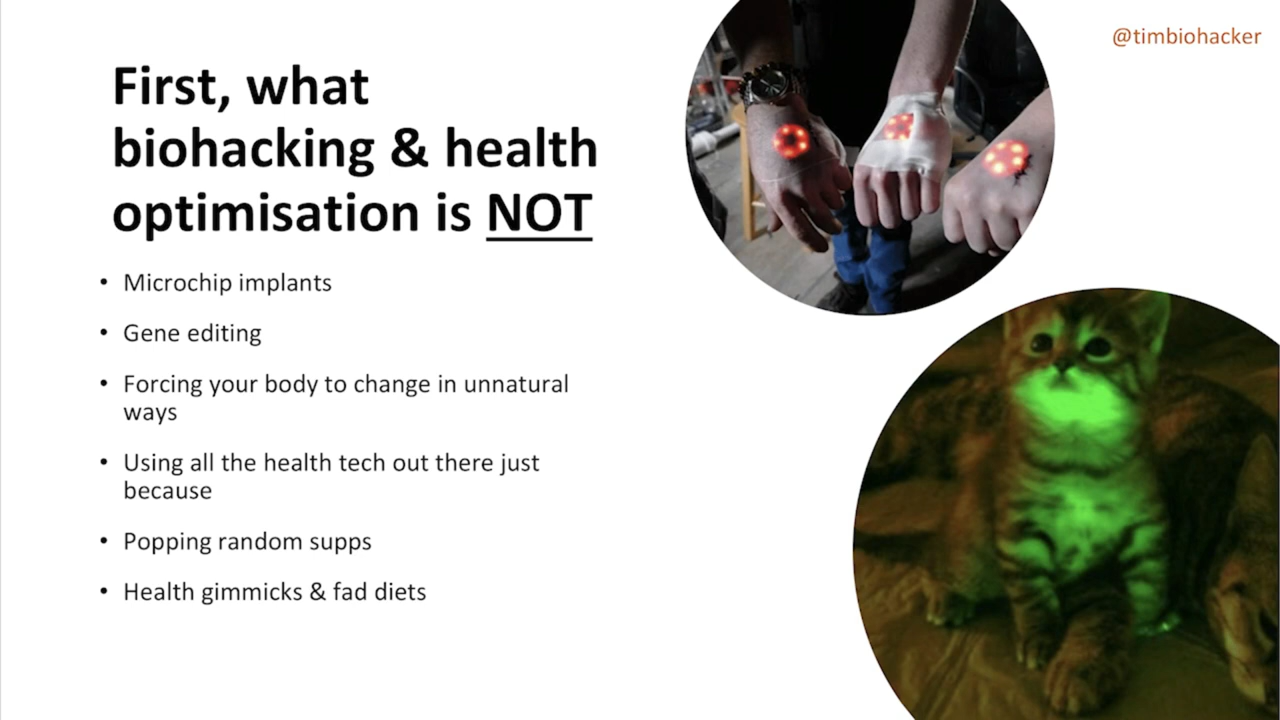 @timbiohacker
First, what
biohacking & health
optimisation is NOT
• Microchip implants
• Gene editing
• Forcing your body to change in unnatural
ways
• Using all the health tech out there just
because
• Popping random supps
• Health gimmicks & fad diets